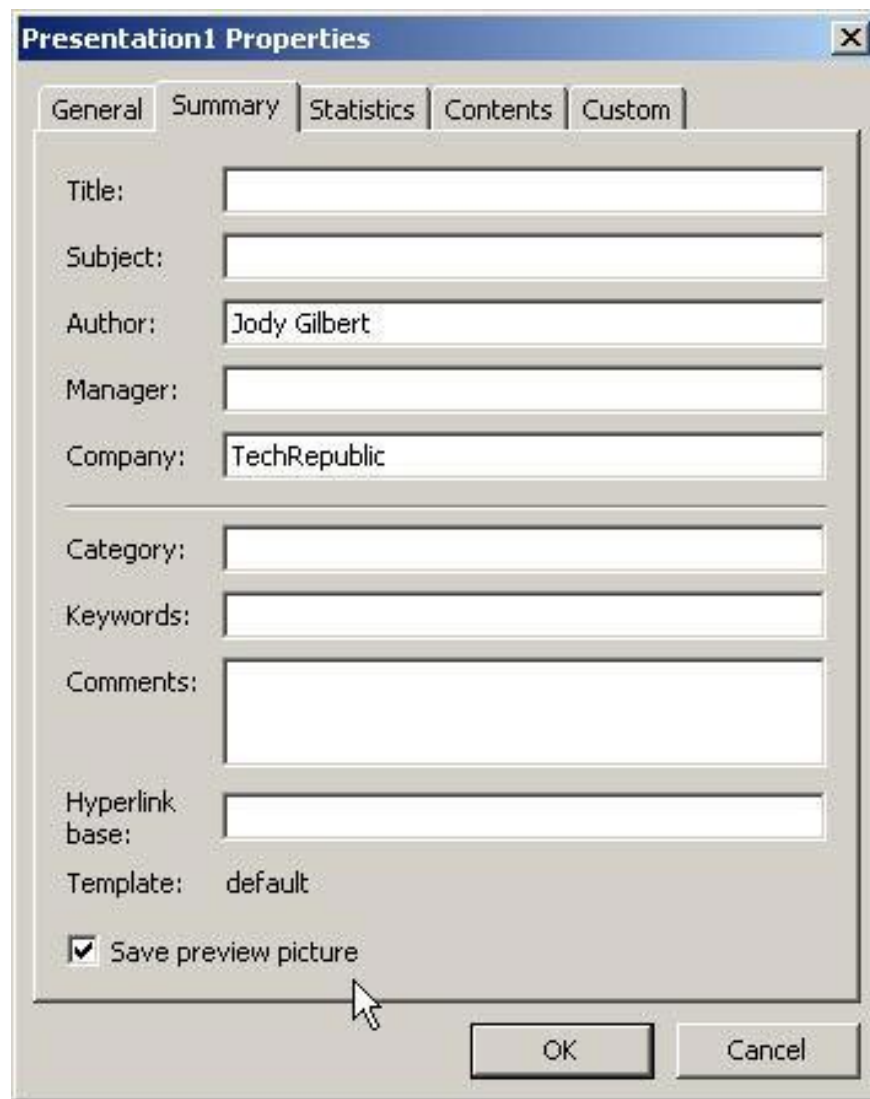 Presentation1 Properties
General Summary Statistics Contents Custom
Title:
Subject:
Author: Jody Gilbert
Manager:
Company: TechRepublic
Category:
Keywords:
Comments:
Hyperlink
base:
Template: default
Save preview picture
OK Cancel